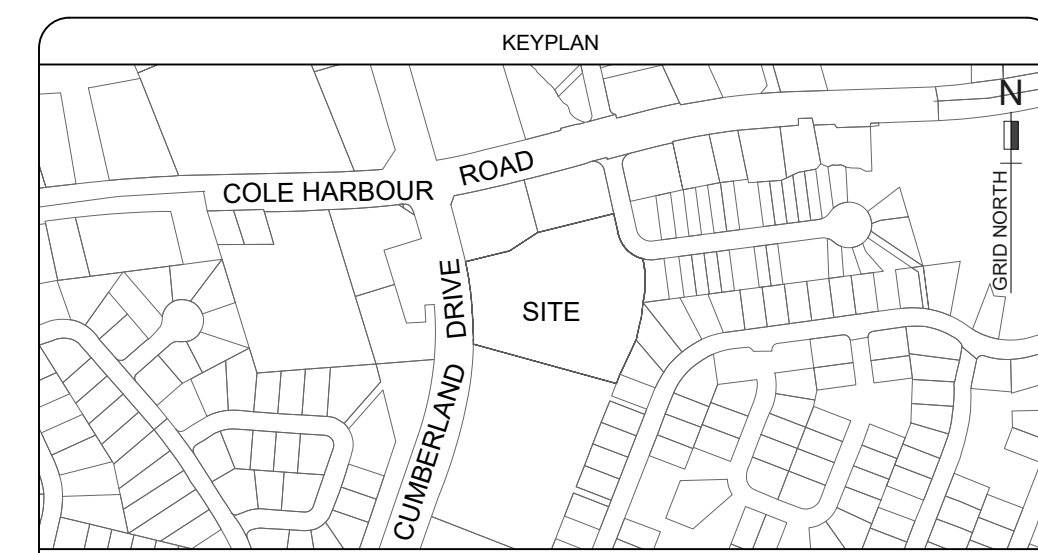 KEYPLAN
N
GRID NORTH
COLE HARBOUR ROAD
SITE
CUMBERLAND DRIVE